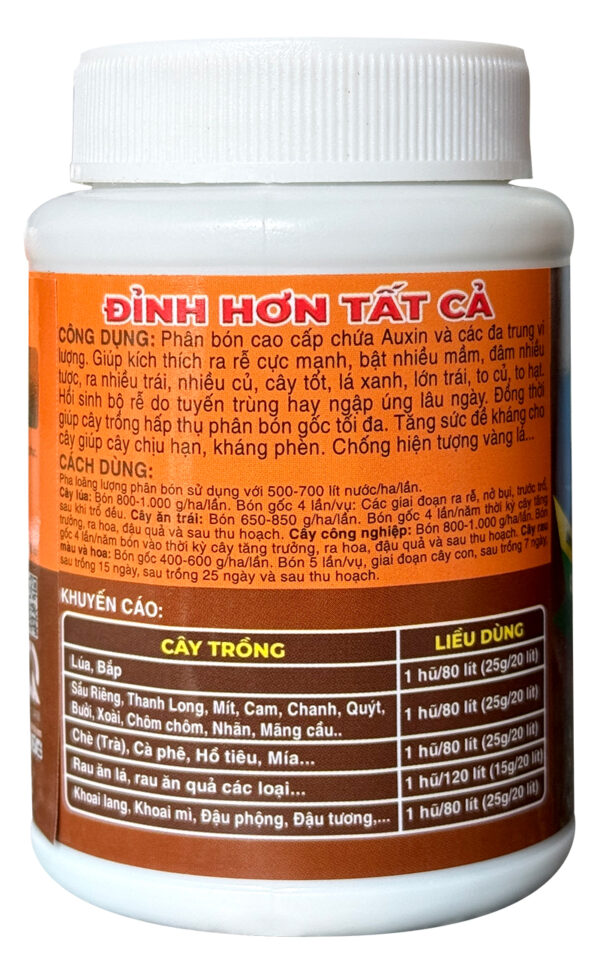 ĐỈNH HƠN TẤT CẢ
CÔNG DỤNG: Phân bón cao cấp chứa Auxin và các đa trung vi
lượng. Giúp kích thích ra rễ cực mạnh, bật nhiều mầm, đâm nhiều
tược, ra nhiều trái, nhiều củ, cây tốt, lá xanh, lớn trái, to củ, to hạt.
Hồi sinh bộ rễ do tuyến trùng hay ngập úng lâu ngày. Đồng thời
giúp cây trồng hấp thụ phân bón gốc tối đa. Tăng sức đề kháng cho
cây giúp cây chịu hạn, kháng phèn. Chống hiện tượng vàng lá...
CÁCH DÙNG:
Pha loãng lượng phân bón sử dụng với 500-700 lít nước/ha/lần.
Cây lúa: Bón 800-1.000 g/ha/lần. Bón gốc 4 lần/vụ: Các giai đoạn ra rễ, nở bụi, trước trổ,
sau khi trổ đều. Cây ăn trái: Bón 650-850 g/ha/lần. Bón gốc 4 lần/năm thời kỳ cây tăng
trưởng, ra hoa, đậu quả và sau thu hoạch. Cây công nghiệp: Bón 800-1.000 g/ha/lần. Bón
gốc 4 lần/năm bón vào thời kỳ cây tăng trưởng, ra hoa, đậu quả và sau thu hoạch. Cây rau
màu và hoa: Bón gốc 400-600 g/ha/lần. Bón 5 lần/vụ, giai đoạn cây con, sau trồng 7 ngày,
sau trồng 15 ngày, sau trồng 25 ngày và sau thu hoạch.
KHUYẾN CÁO:
CÂY TRỒNG LIỀU DÙNG
Lúa, Bắp 1 hũ/80 lít (25g/20 lít)
Sầu Riêng, Thanh Long, Mít, Cam, Chanh, Quýt,
Bưởi, Xoài, Chôm chôm, Nhãn, Mãng cầu.. 1 hũ/80 lít (25g/20 lít)
Chè (Trà), Cà phê, Hồ tiêu, Mía... 1 hũ/80 lít (25g/20 lít)
Rau ăn lá, rau ăn quả các loại... 1 hũ/120 lít (15g/20 lít)
Khoai lang, Khoai mì, Đậu phộng, Đậu tương,... 1 hũ/80 lít (25g/20 lít)